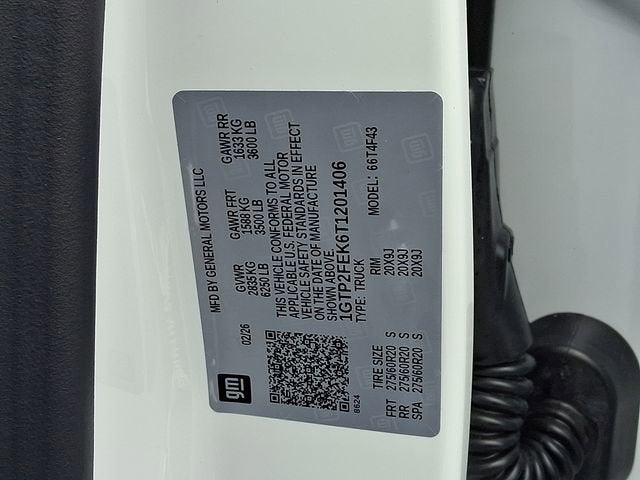 gm
MFD BY GENERAL MOTORS LLC
02/26
GVWR
2835 KG
6250 LB
GAWR FRT
1588 KG
3500 LB
GAWR RR
1633 KG
3600 LB
THIS VEHICLE CONFORMS TO ALL
APPLICABLE U.S. FEDERAL MOTOR
VEHICLE SAFETY STANDARDS IN EFFECT
ON THE DATE OF MANUFACTURE
SHOWN ABOVE.
1GTP2FEK6T1201406
TYPE: TRUCK
MODEL: 66T4F43
8624
TIRE SIZE RIM
FRT 275/60R20 S 20X9J
RR 275/60R20 S 20X9J
SPA 275/60R20 S 20X9J